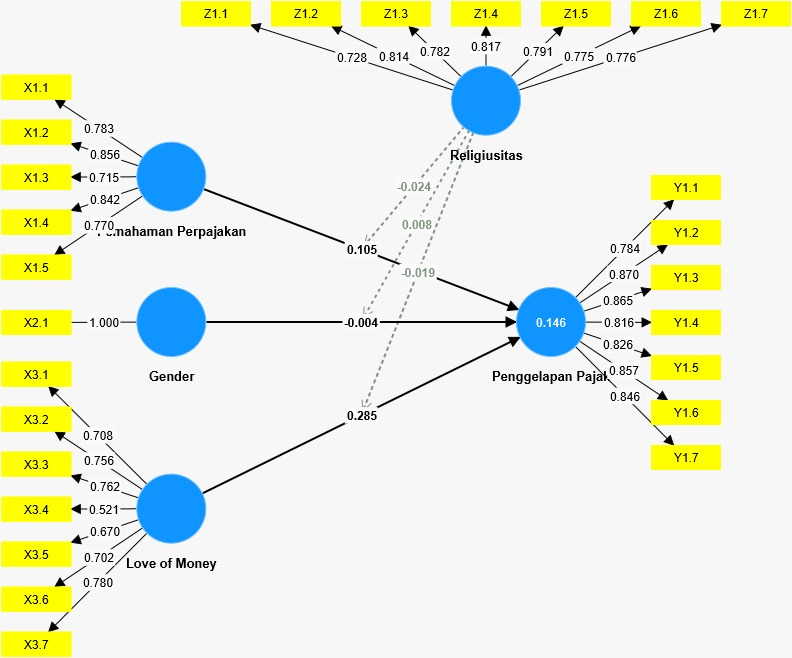 Z1.1 Z1.2 Z1.3 Z1.4 Z1.5 Z1.6 Z1.7
0.728 0.814 0.782 0.817 0.791 0.775 0.776
Religiusitas
X1.1
X1.2
X1.3
X1.4
X1.5
0.783
0.856
0.715
0.842
0.770
Pemahaman Perpajakan
-0.024
0.008
-0.019
0.105
X2.1
1.000
Gender
-0.004
X3.1
X3.2
X3.3
X3.4
X3.5
X3.6
X3.7
0.708
0.756
0.762
0.521
0.670
0.702
0.780
Love of Money
0.285
0.146
Penggelapan Pajak
0.784
0.870
0.865
0.816
0.826
0.857
0.846
Y1.1
Y1.2
Y1.3
Y1.4
Y1.5
Y1.6
Y1.7